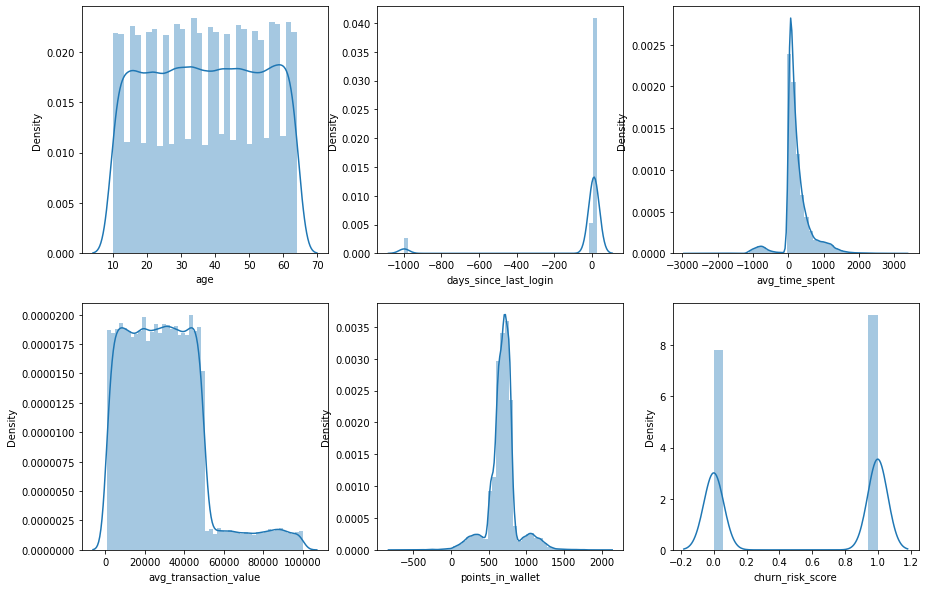 Density
0.020
0.015
0.010
0.005
0.000
10 20 30 40 50 60 70
age
Density
0.040
0.035
0.030
0.025
0.020
0.015
0.010
0.005
0.000
−1000 −800 −600 −400 −200 0
days_since_last_login
Density
0.0025
0.0020
0.0015
0.0010
0.0005
0.0000
−3000 −2000 −1000 0 1000 2000 3000
avg_time_spent
Density
0.0000200
0.0000175
0.0000150
0.0000125
0.0000100
0.0000075
0.0000050
0.0000025
0.0000000
0 20000 40000 60000 80000 100000
avg_transaction_value
Density
0.0035
0.0030
0.0025
0.0020
0.0015
0.0010
0.0005
0.0000
−500 0 500 1000 1500 2000
points_in_wallet
Density
8
6
4
2
0
−0.2 0.0 0.2 0.4 0.6 0.8 1.0 1.2
churn_risk_score